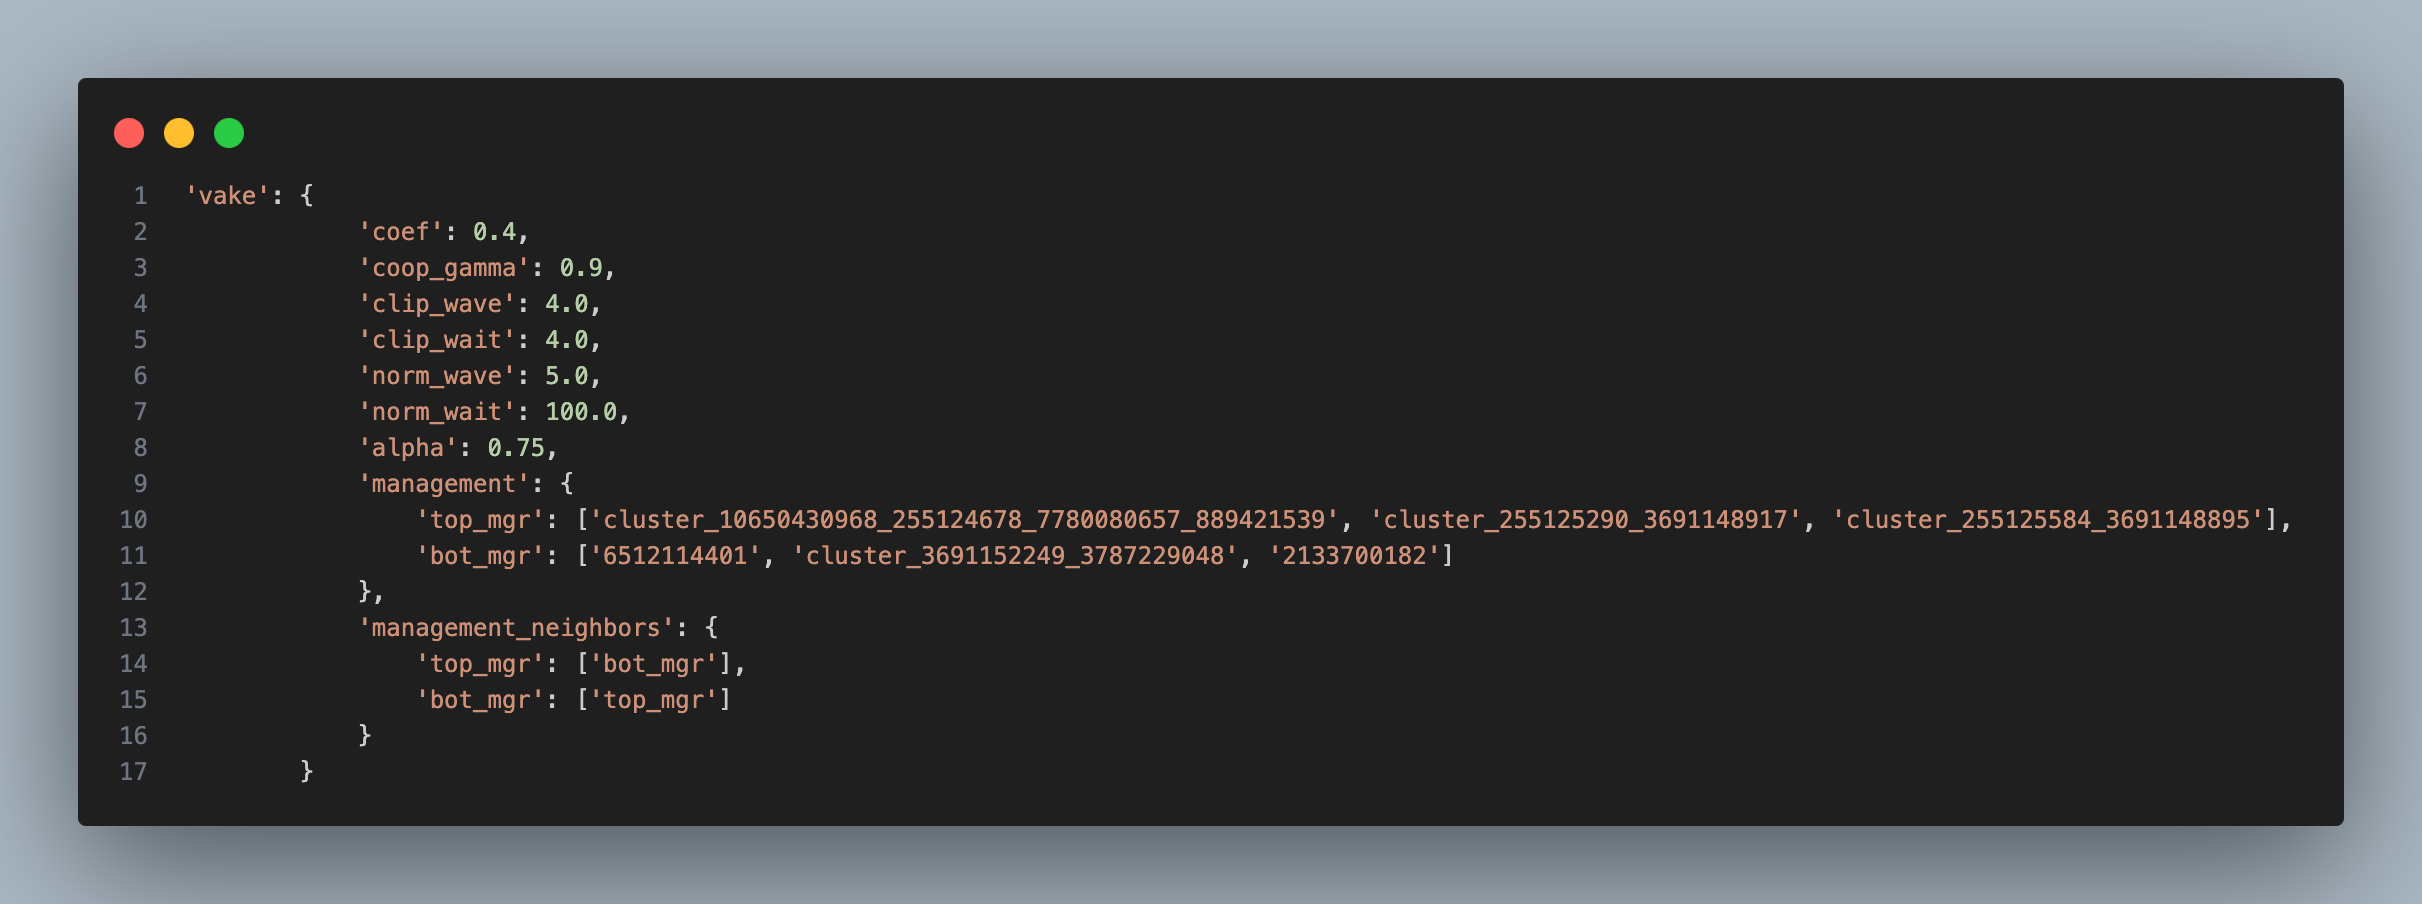 1 'vake': {
2 'coef': 0.4,
3 'coop_gamma': 0.9,
4 'clip_wave': 4.0,
5 'clip_wait': 4.0,
6 'norm_wave': 5.0,
7 'norm_wait': 100.0,
8 'alpha': 0.75,
9 'management': {
10 'top_mgr': ['cluster_10650430968_255124678_7780080657_889421539', 'cluster_255125290_3691148917', 'cluster_255125584_3691148895'],
11 'bot_mgr': ['6512114401', 'cluster_3691152249_3787229048', '2133700182']
12 },
13 'management_neighbors': {
14 'top_mgr': ['bot_mgr'],
15 'bot_mgr': ['top_mgr']
16 }
17 }